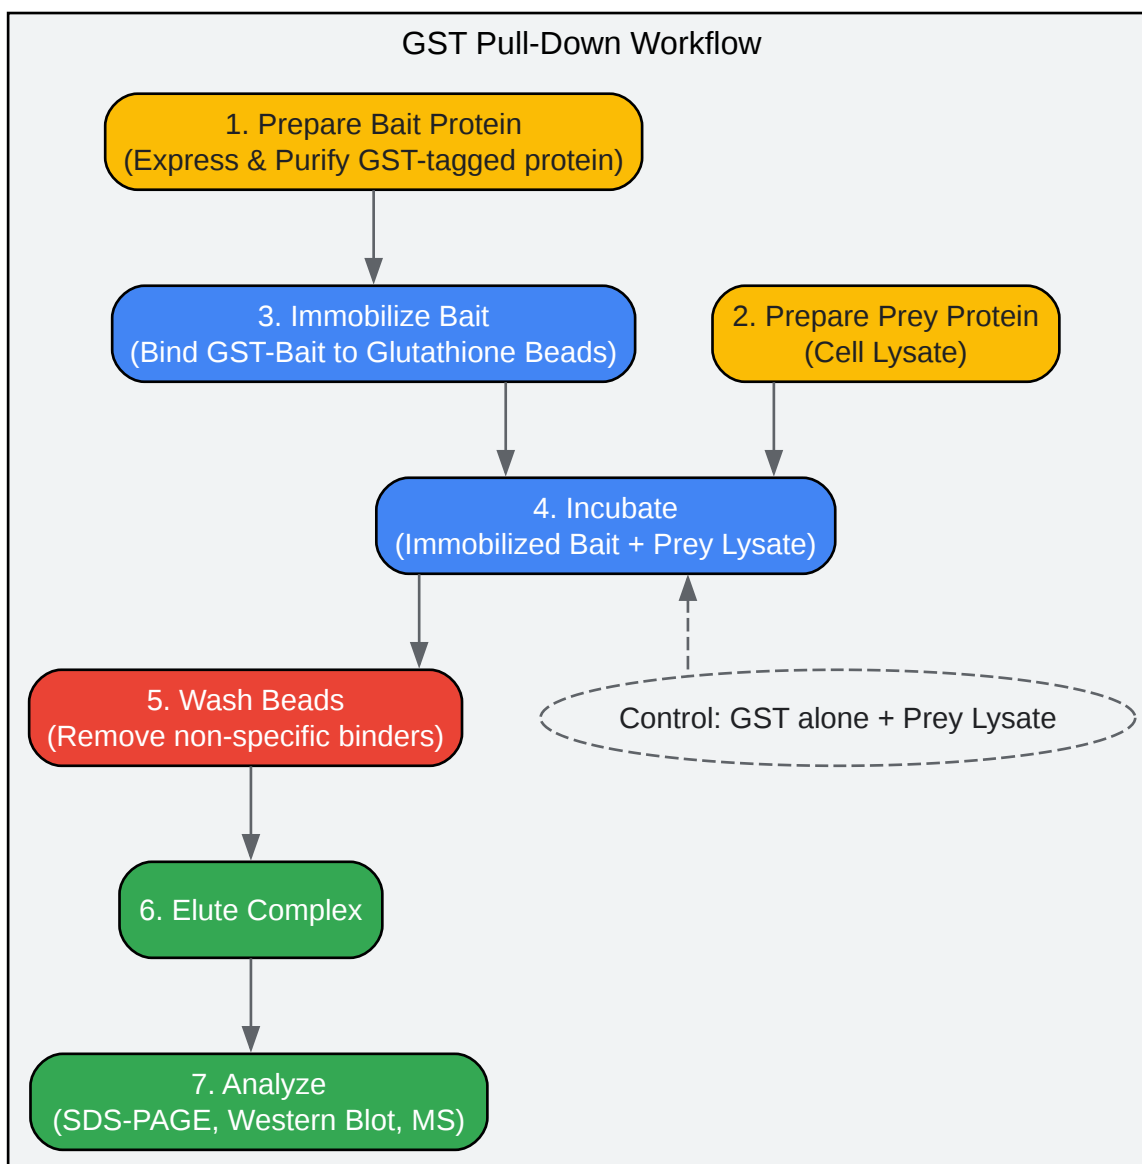 GST Pull-Down Workflow
1. Prepare Bait Protein
(Express & Purify GST-tagged protein)
3. Immobilize Bait
(Bind GST-Bait to Glutathione Beads)
2. Prepare Prey Protein
(Cell Lysate)
4. Incubate
(Immobilized Bait + Prey Lysate)
5. Wash Beads
(Remove non-specific binders)
Control: GST alone + Prey Lysate
6. Elute Complex
7. Analyze
(SDS-PAGE, Western Blot, MS)